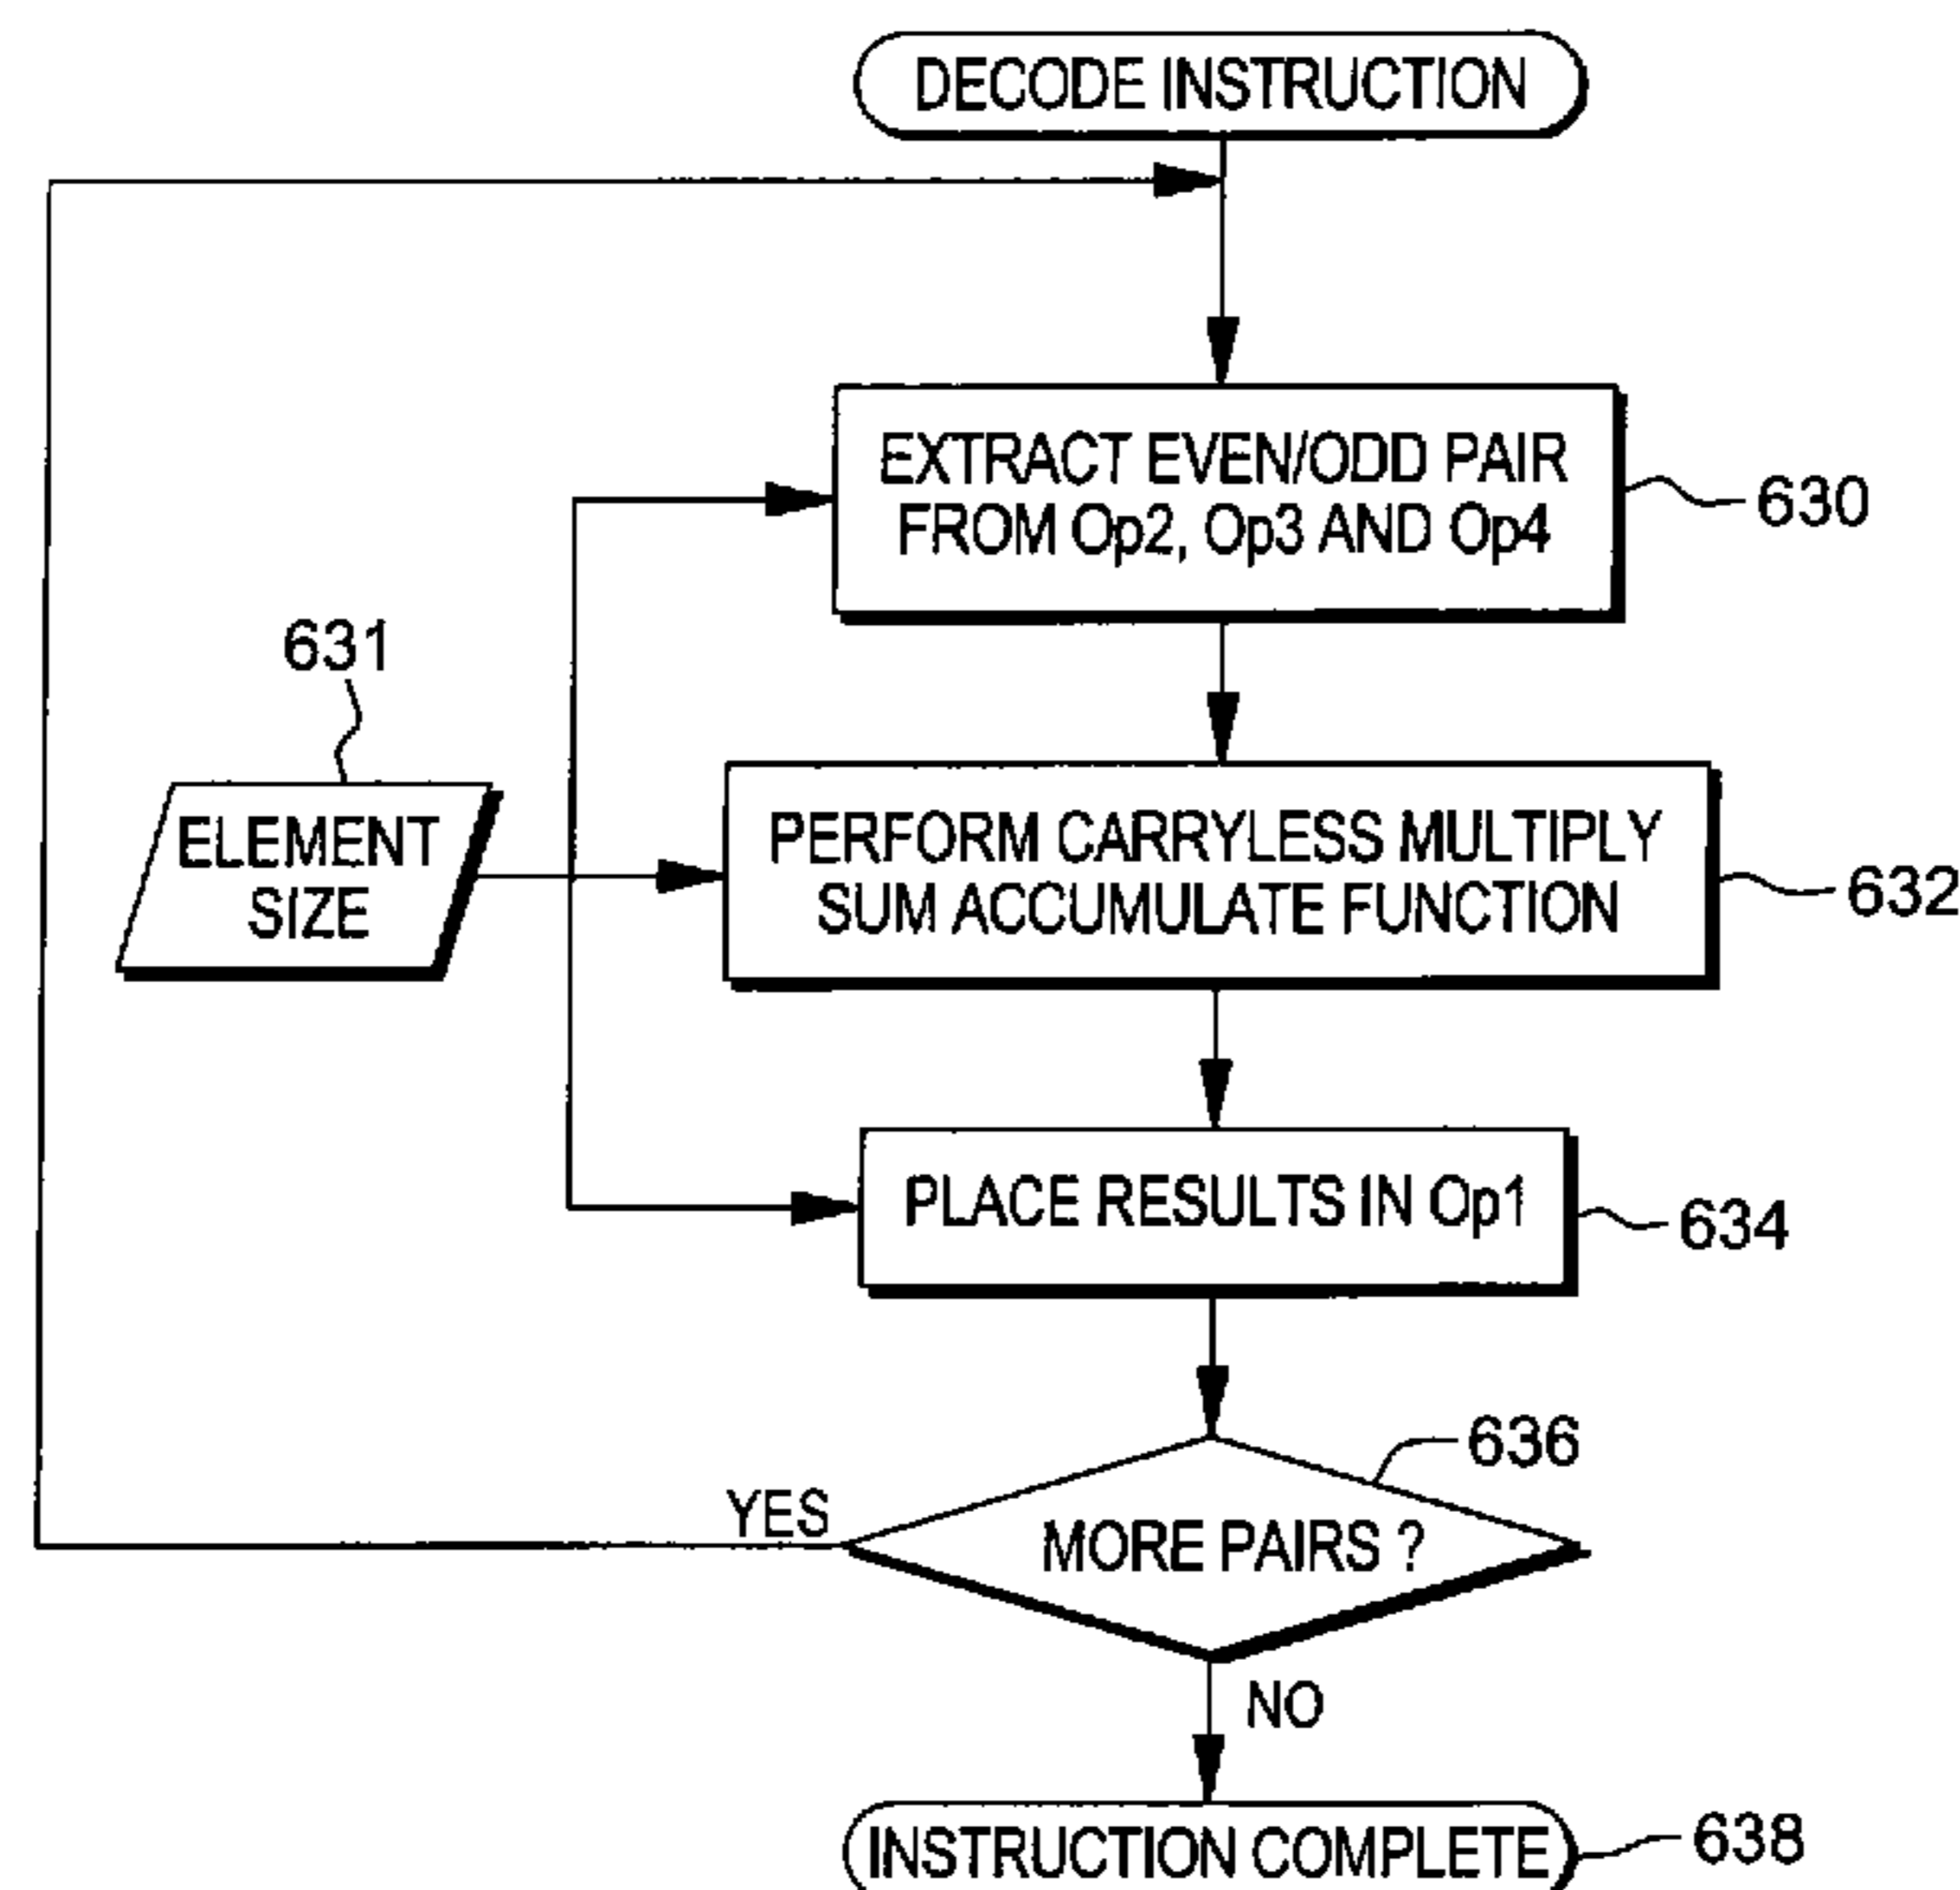 DECODE INSTRUCTION
EXTRACT EVEN/ODD PAIR
FROM Op2, Op3 AND Op4
630
631
ELEMENT
SIZE
PERFORM CARRYLESS MULTIPLY
SUM ACCUMULATE FUNCTION
632
PLACE RESULTS IN Op1
634
636
YES
MORE PAIRS ?
NO
INSTRUCTION COMPLETE
638